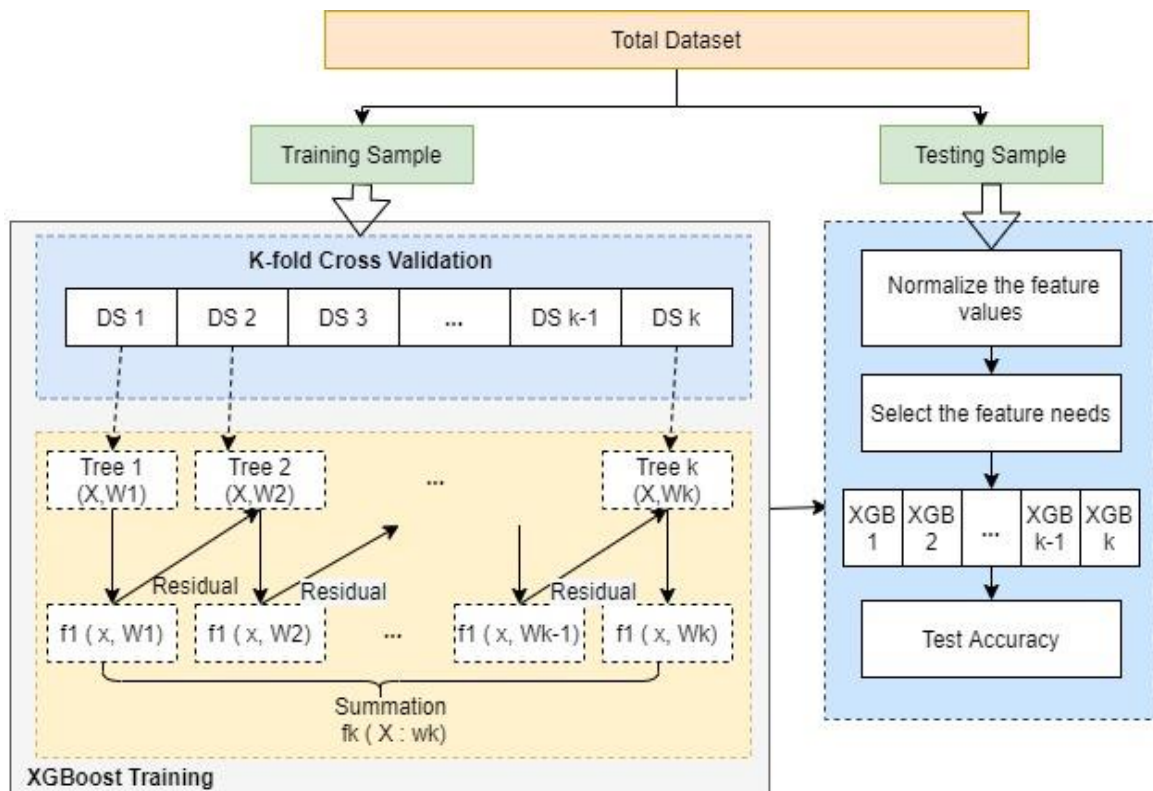 Total Dataset
Training Sample
Testing Sample
K-fold Cross Validation
DS 1 DS 2 DS 3 ... DS k-1 DS k
Tree 1
(X,W1)
Tree 2
(X,W2)
...
Tree k
(X,Wk)
Residual
Residual
Residual
f1 ( x, W1)
f1 ( x, W2)
...
f1 ( x, Wk-1)
f1 ( x, Wk)
Summation
fk ( X : wk)
XGBoost Training
Normalize the feature
values
Select the feature needs
XGB
1
XGB
2
...
XGB
k-1
XGB
k
Test Accuracy